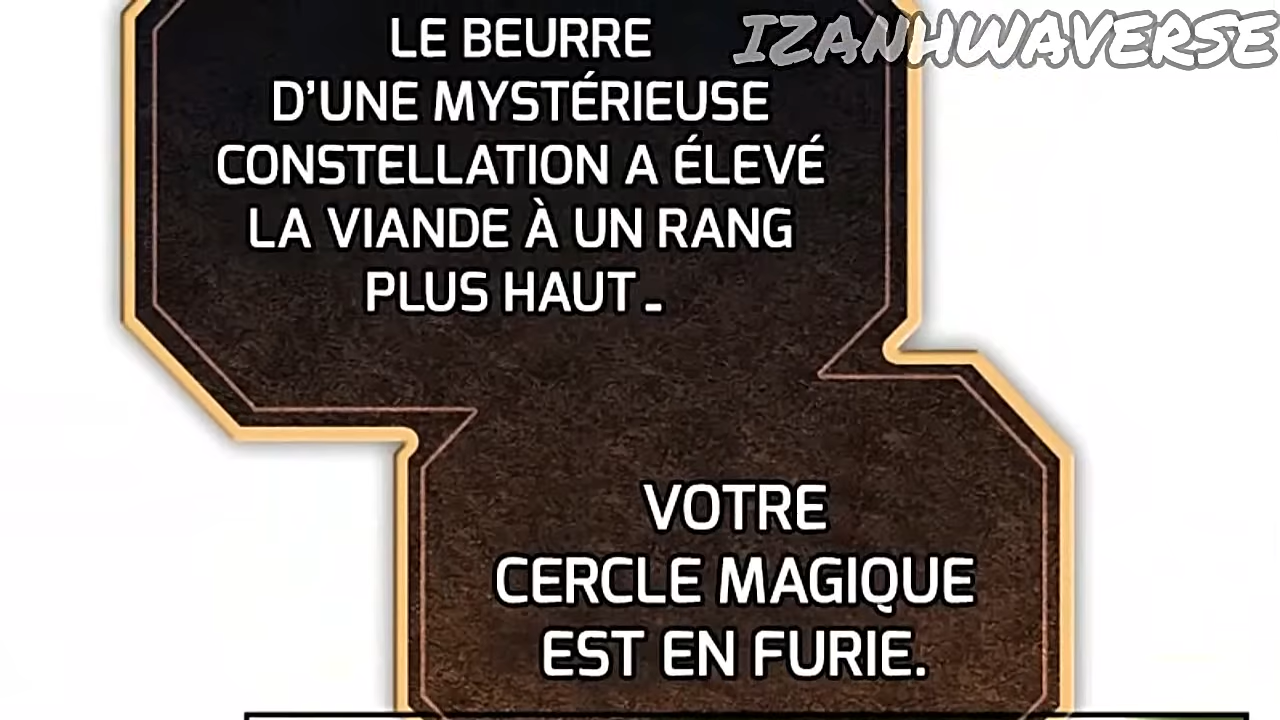 IZANHWAVERSE
LE BEURRE
D'UNE MYSTÉRIEUSE
CONSTELLATION A ÉLEVÉ
LA VIANDE À UN RANG
PLUS HAUT..
VOTRE
CERCLE MAGIQUE
EST EN FURIE.